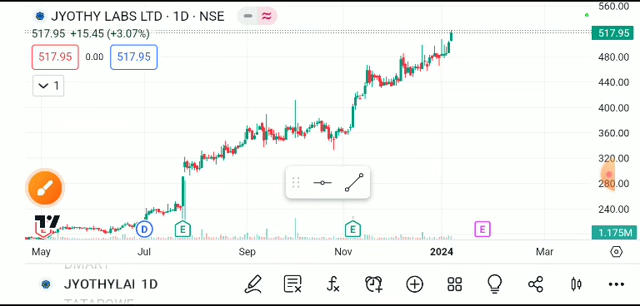 JYOTHY LABS LTD · 1D · NSE
517.95 +15.45 (+3.07%)
517.95 0.00 517.95
1
560.00
517.95
480.00
440.00
400.00
360.00
320.00
280.00
240.00
1.175M
D E E E
May Jul Sep Nov 2024 Mar
DMART
JYOTHYLAI 1D
TATAPOWE